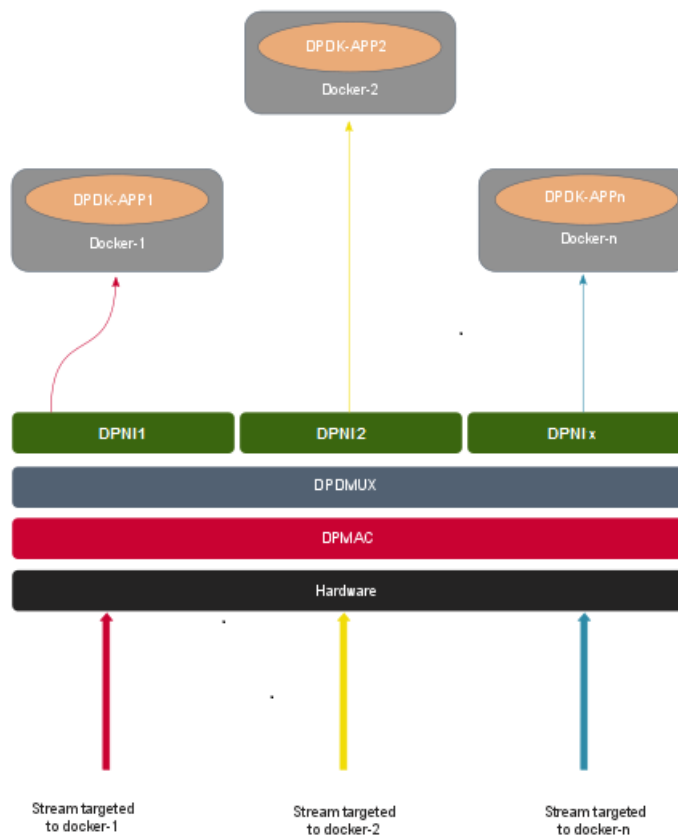 DPDK-APP2
Docker-2
DPDK-APP1
Docker-1
DPDK-APPn
Docker-n
DPNI1
DPNI2
DPNI x
DPDMUX
DPMAC
Hardware
Stream targeted
to docker-1
Stream targeted
to docker-2
Stream targeted
to docker-n